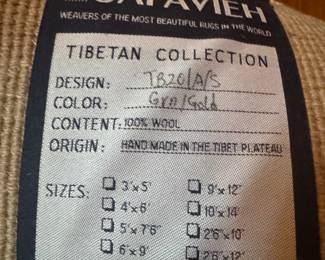 SAFAVIEH
WEAVERS OF THE MOST BEAUTIFUL RUGS IN THE WORLD
TIBETAN COLLECTION
DESIGN: TB20/A/S
COLOR: Grn/Gold
CONTENT: 100% WOOL
ORIGIN: HAND MADE IN THE TIBET PLATEAU
SIZES: 3'x5' 9'x12'
4'x6' 10'x14'
5'x7'6" 2'6"x10'
6'x9' 2'6"x12'